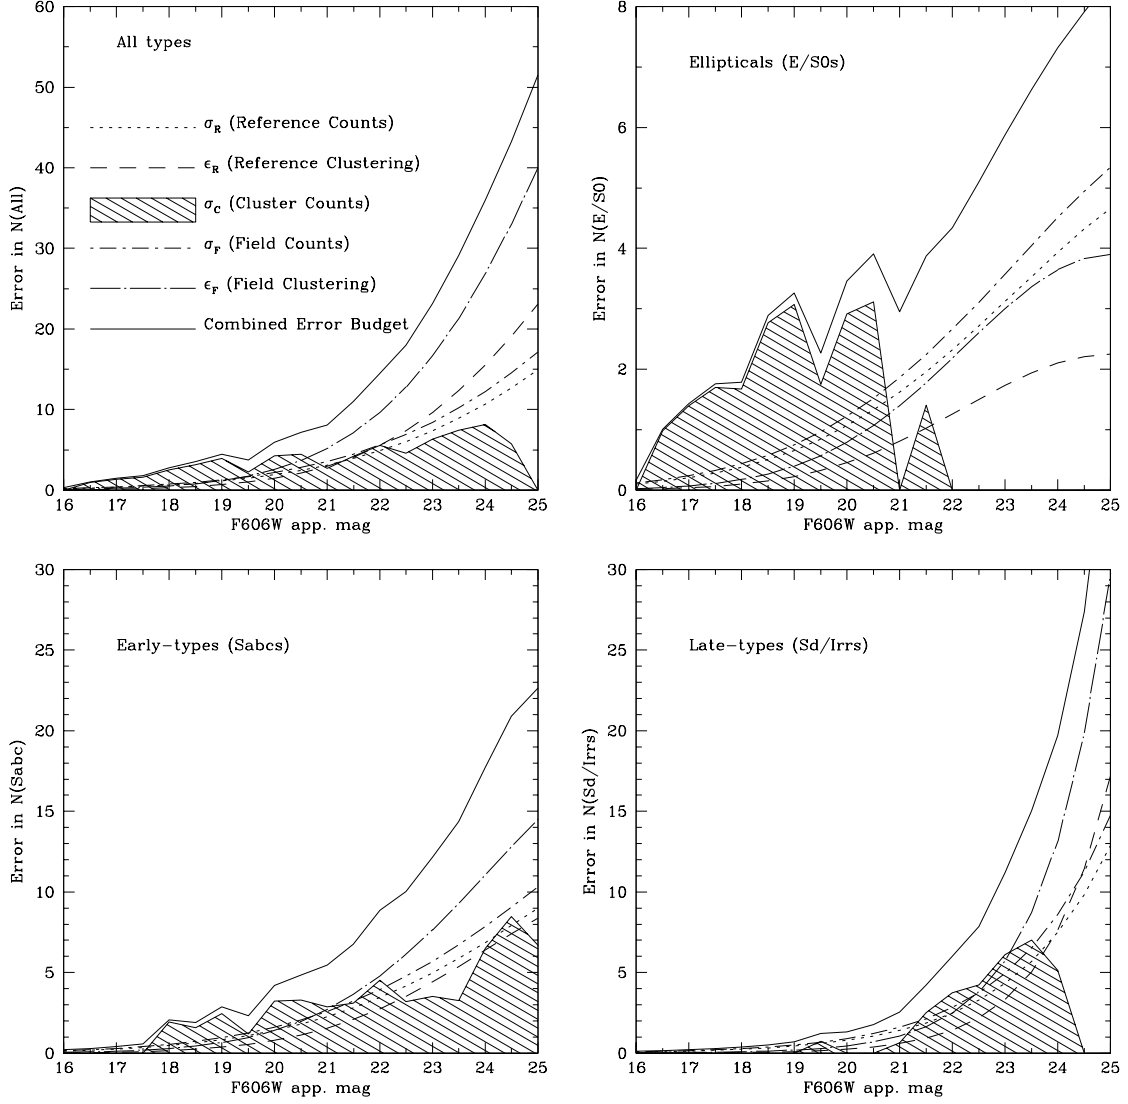 60
50
40
30
20
10
0
Error in N(All)
All types
σR (Reference Counts)
εR (Reference Clustering)
σC (Cluster Counts)
σF (Field Counts)
εF (Field Clustering)
Combined Error Budget
16 17 18 19 20 21 22 23 24 25
F606W app. mag
8
6
4
2
0
Error in N(E/S0)
Ellipticals (E/S0s)
16 17 18 19 20 21 22 23 24 25
F606W app. mag
30
25
20
15
10
5
0
Error in N(Sabc)
Early-types (Sabcs)
16 17 18 19 20 21 22 23 24 25
F606W app. mag
30
25
20
15
10
5
0
Error in N(Sd/Irrs)
Late-types (Sd/Irrs)
16 17 18 19 20 21 22 23 24 25
F606W app. mag